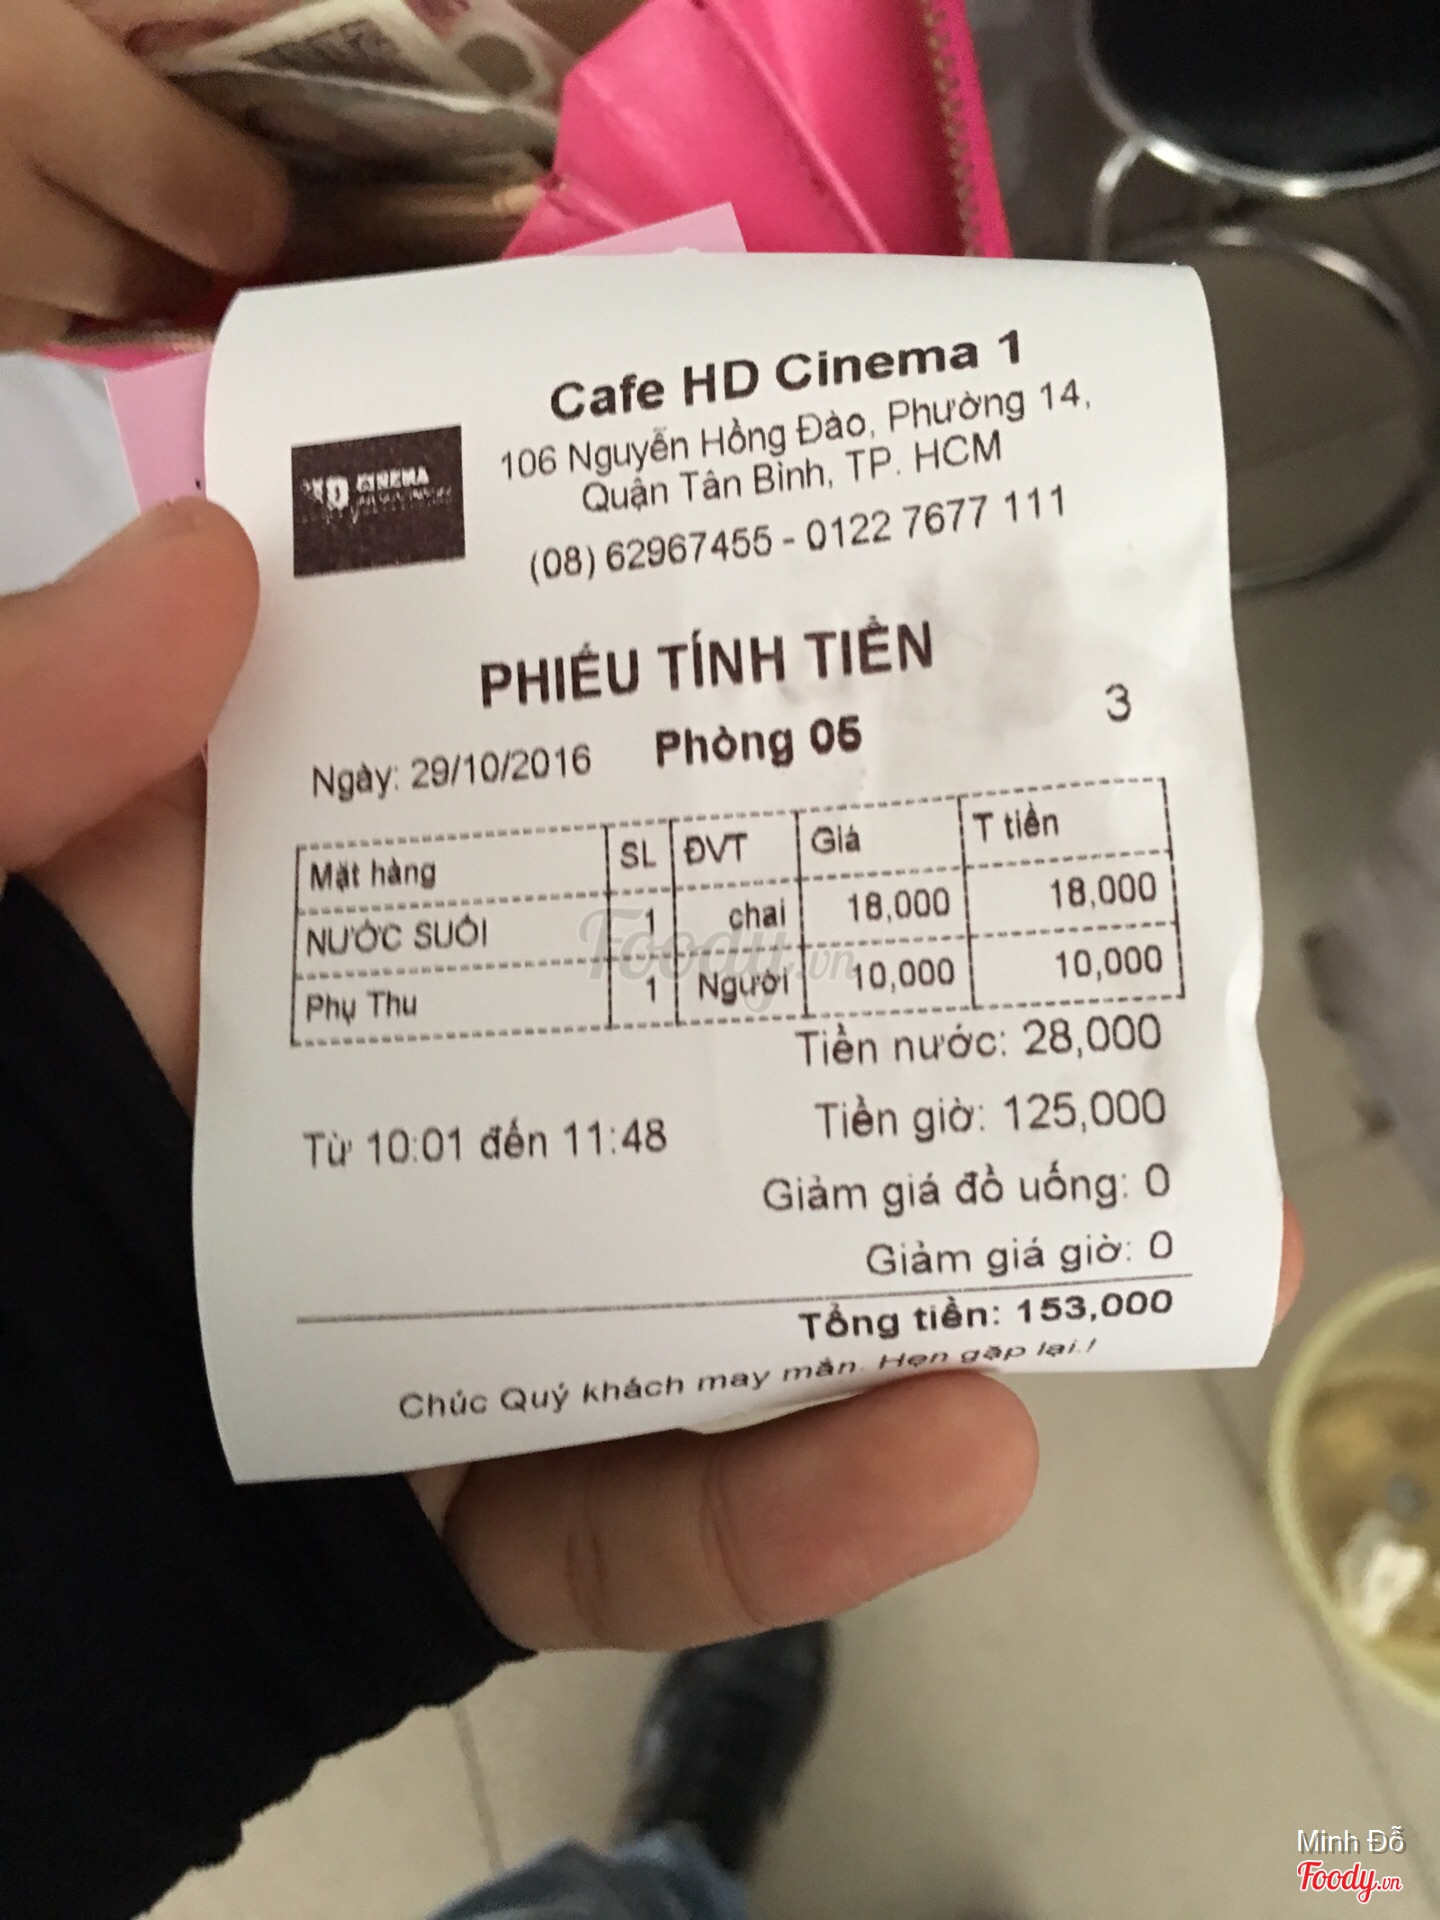 Cafe HD Cinema 1
106 Nguyễn Hồng Đào, Phường 14,
Quận Tân Bình, TP. HCM
(08) 62967455 - 0122 7677 111
CINEMA
PHIẾU TÍNH TIỀN
3
Ngày: 29/10/2016 Phòng 05
Mặt hàng SL ĐVT Giá T tiền
NƯỚC SUỐI 1 chai 18,000 18,000
Phụ Thu 1 Người 10,000 10,000
Tiền nước: 28,000
Từ 10:01 đến 11:48 Tiền giờ: 125,000
Giảm giá đồ uống: 0
Giảm giá giờ: 0
Tổng tiền: 153,000
Chúc Quý khách may mắn. Hẹn gặp lại.!
Foody.vn
Minh Đỗ
Foody.vn